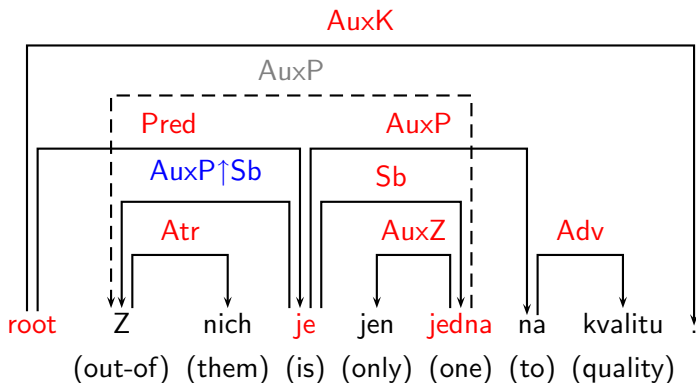 AuxK
AuxP
Pred AuxP
AuxP↑Sb Sb
Atr AuxZ Adv
root Z nich je jen jedna na kvalitu .
(out-of) (them) (is) (only) (one) (to) (quality)